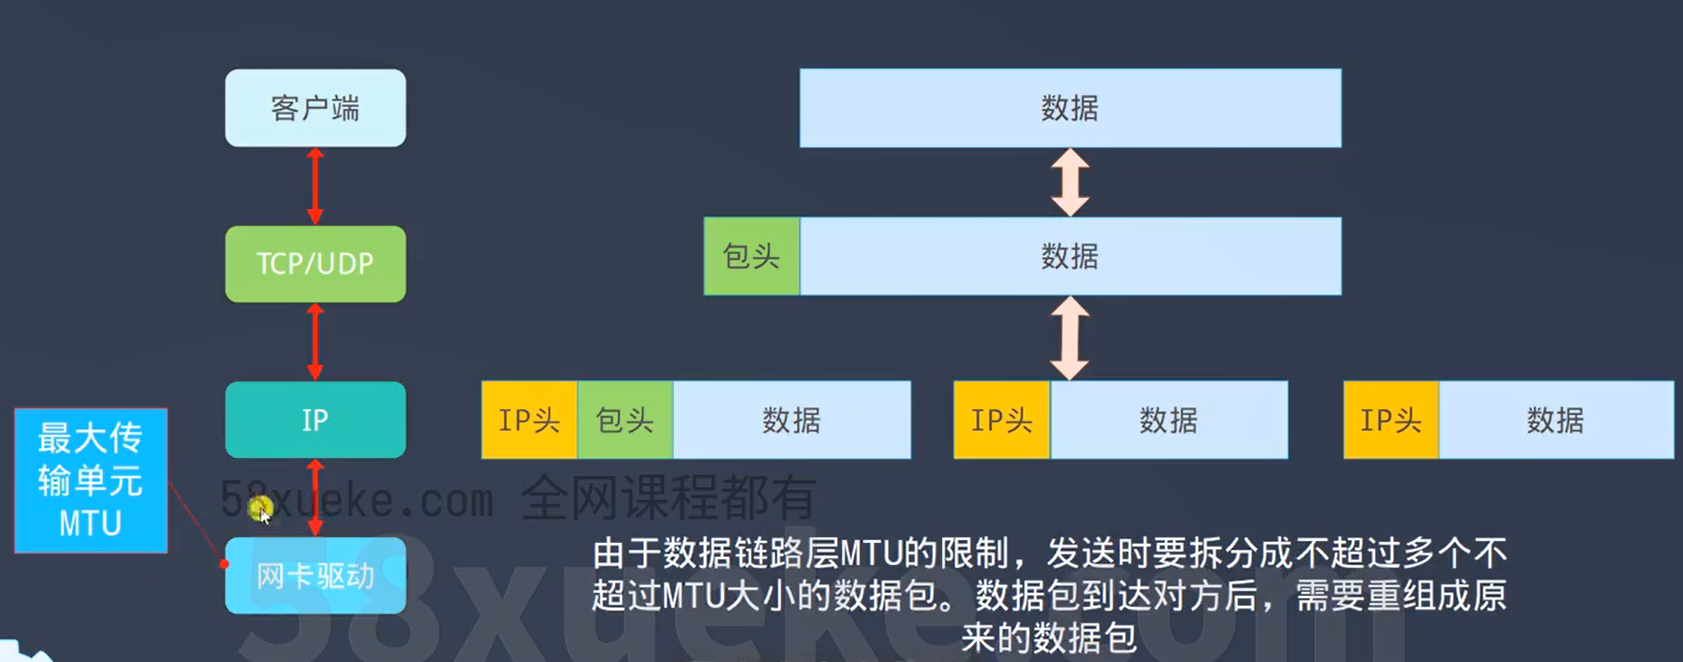 客户端
数据
TCP/UDP
包头
数据
IP
IP头
包头
数据
IP头
数据
IP头
数据
最大传
输单元
MTU
58xueke.com 全网课程都有
网卡驱动
由于数据链路层MTU的限制，发送时要拆分成不超过多个不
超过MTU大小的数据包。数据包到达对方后，需要重组成原
来的数据包
58xueke.com